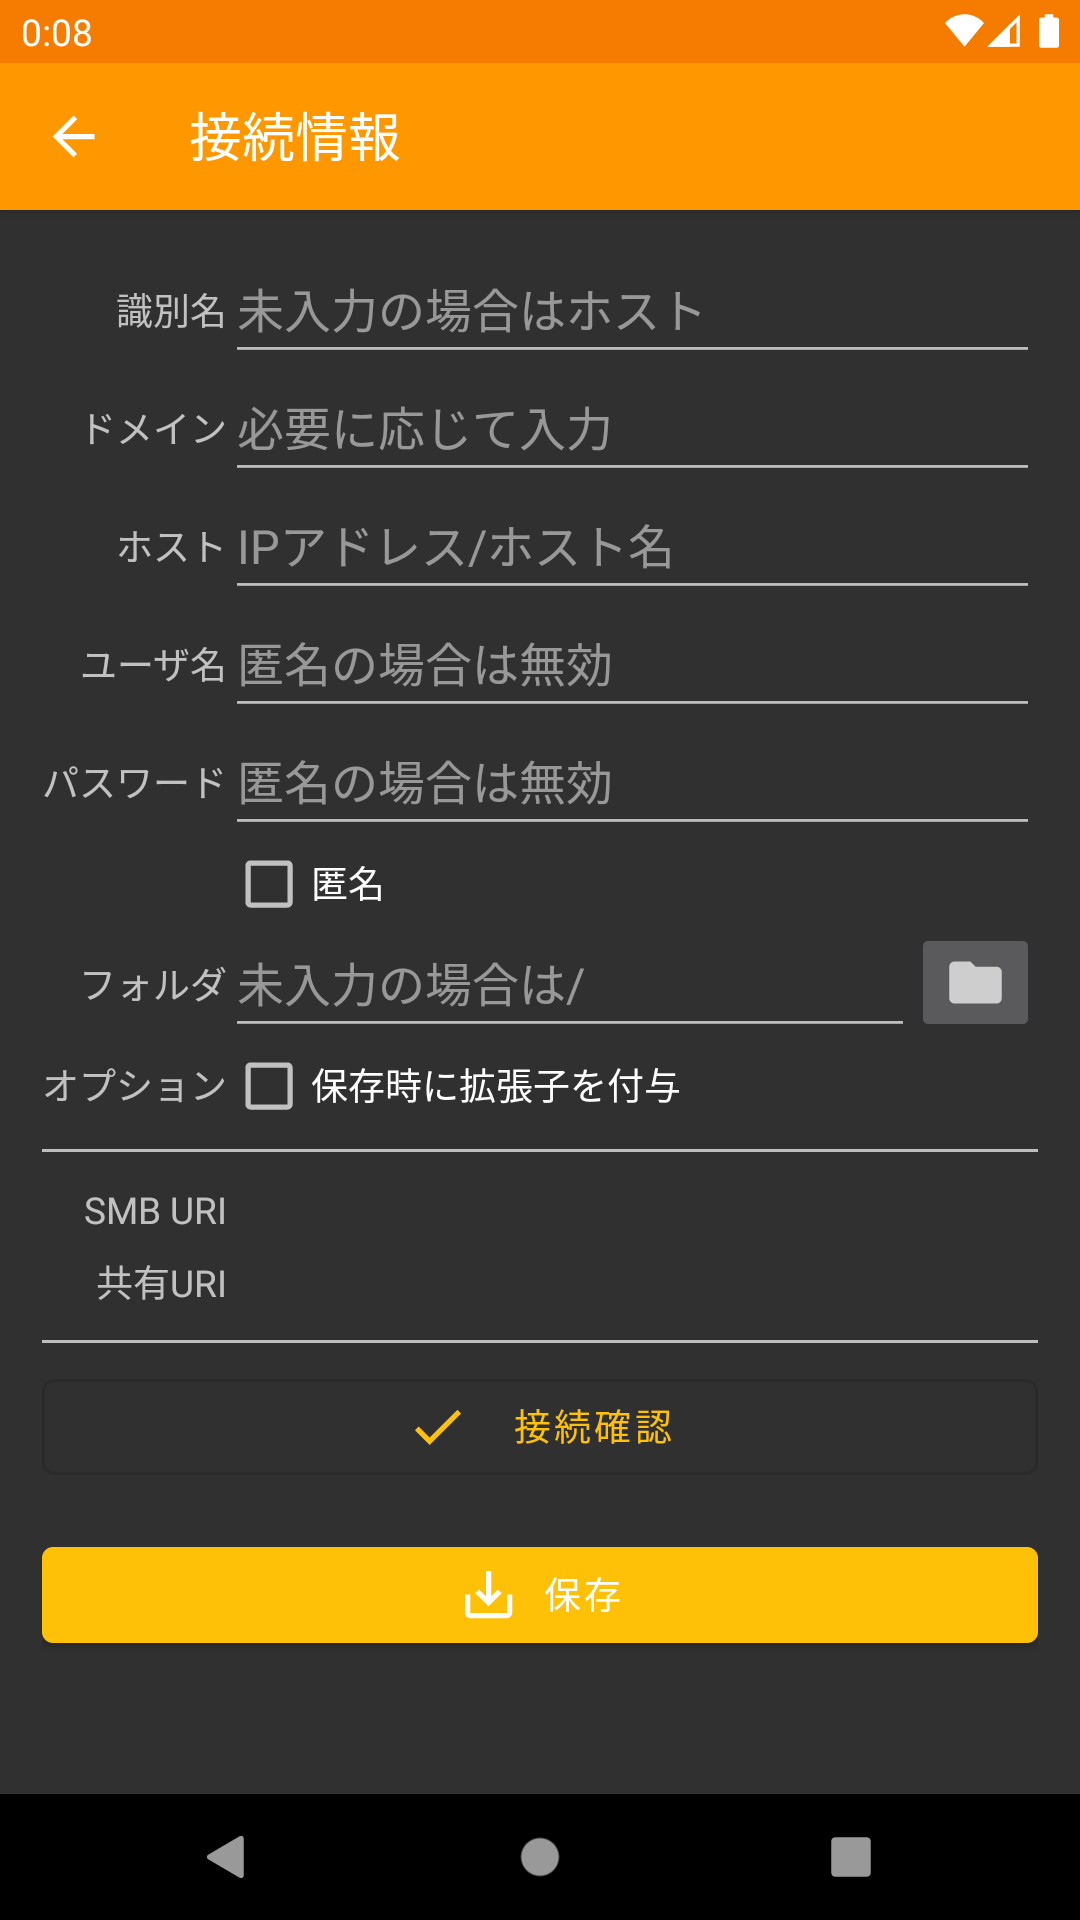 0:08
接続情報
識別名 未入力の場合はホスト
ドメイン 必要に応じて入力
ホスト IPアドレス/ホスト名
ユーザ名 匿名の場合は無効
パスワード 匿名の場合は無効
匿名
フォルダ 未入力の場合は/
オプション 保存時に拡張子を付与
SMB URI
共有URI
接続確認
保存